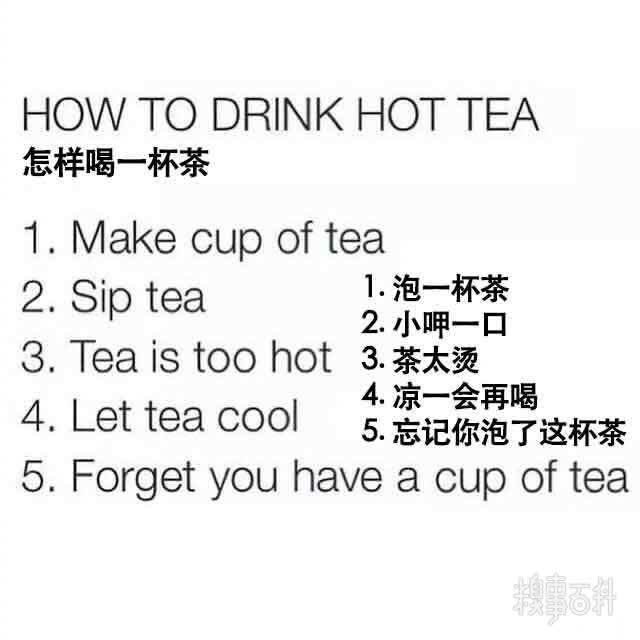 HOW TO DRINK HOT TEA
怎样喝一杯茶
1. Make cup of tea
2. Sip tea
3. Tea is too hot
4. Let tea cool
5. Forget you have a cup of tea
1. 泡一杯茶
2. 小呷一口
3. 茶太烫
4. 凉一会再喝
5. 忘记你泡了这杯茶
糗事百科